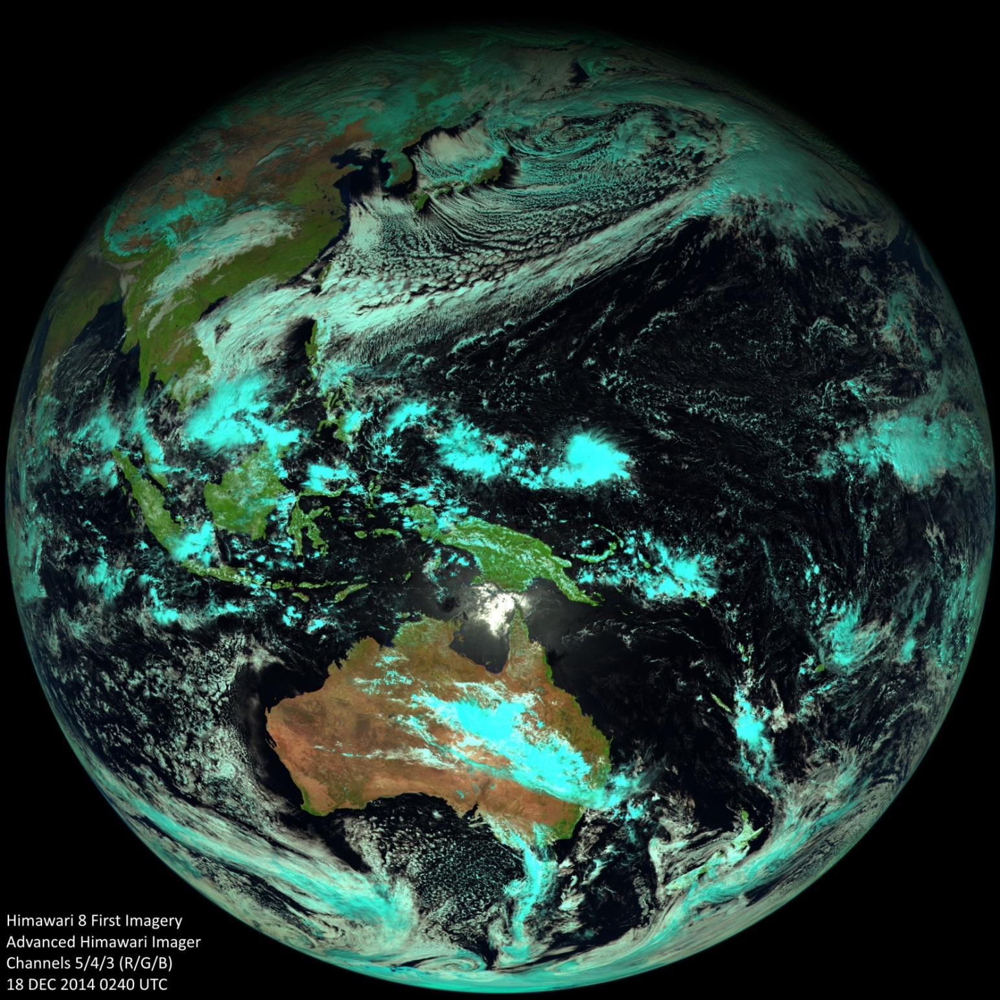 Himawari 8 First Imagery
Advanced Himawari Imager
Channels 5/4/3 (R/G/B)
18 DEC 2014 0240 UTC